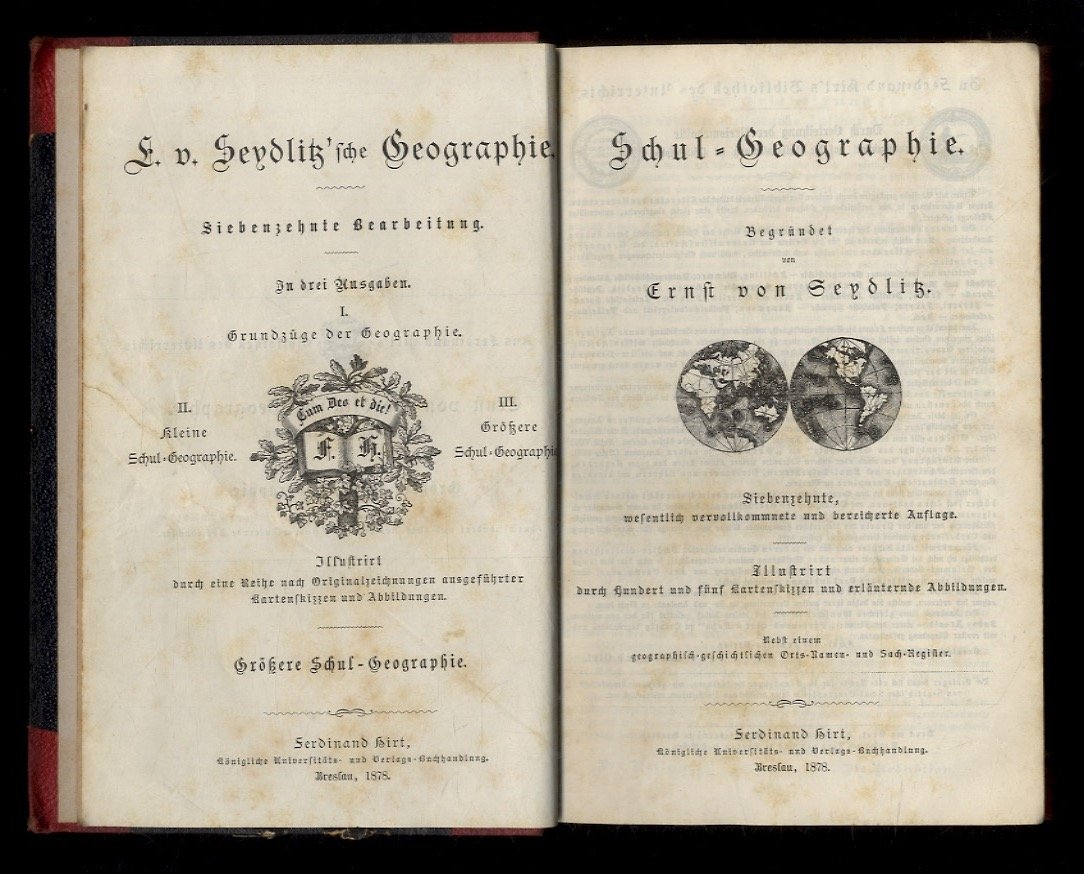 E. v. Seydlitz'sche Geographie.
Siebenzehnte Bearbeitung.
In drei Ausgaben.
I.
Grundzüge der Geographie.
II.
Kleine
Schul-Geographie.
Cum Deo et die!
F. H.
III.
Größere
Schul-Geographie
Illustrirt
durch eine Reihe nach Originalzeichnungen ausgeführter
Kartenskizzen und Abbildungen.
Größere Schul-Geographie.
Ferdinand Hirt,
Königliche Universitäts- und Verlags-Buchhandlung.
Breslau, 1878.
Schul-Geographie.
Begründet
von
Ernst von Seydlitz.
Siebenzehnte,
wesentlich vervollkommnete und bereicherte Auflage.
Illustrirt
durch Hundert und fünf Kartenskizzen und erläuternde Abbildungen.
Nebst einem
geographisch-geschichtlichen Orts-Namen- und Sach-Register.
Ferdinand Hirt,
Königliche Universitäts- und Verlags-Buchhandlung.
Breslau, 1878.